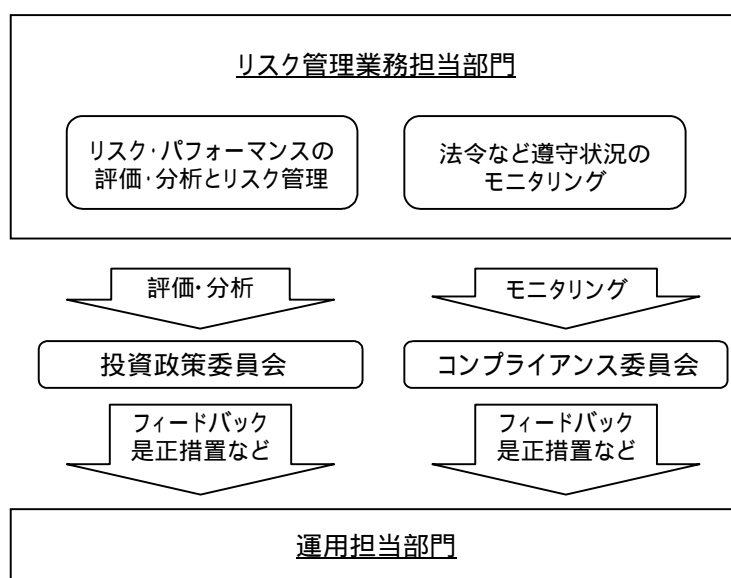 リスク管理業務担当部門
リスク・パフォーマンスの
評価・分析とリスク管理
法令など遵守状況の
モニタリング
評価・分析
モニタリング
投資政策委員会
コンプライアンス委員会
フィードバック
是正措置など
フィードバック
是正措置など
運用担当部門